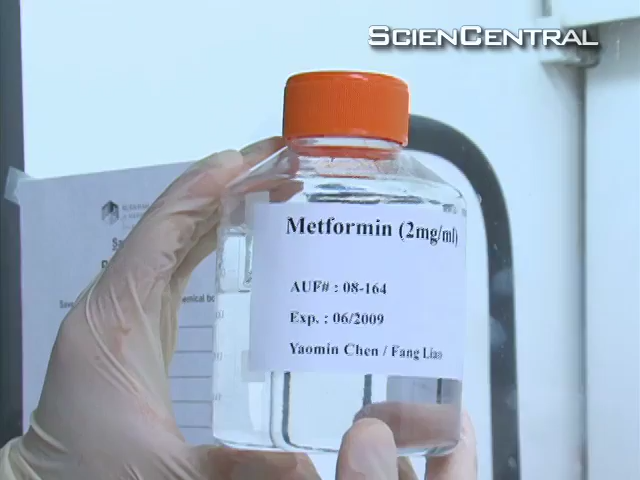 SCIENCENTRAL
Metformin (2mg/ml)
AUF# : 08-164
Exp. : 06/2009
Yaomin Chen / Fang Liao